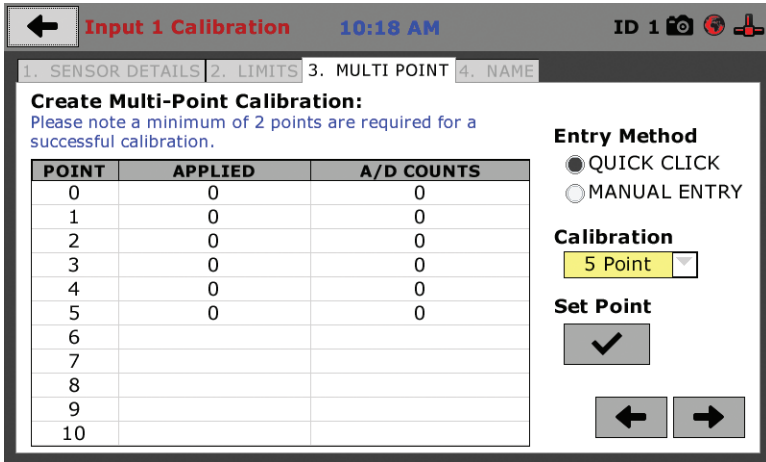 Input 1 Calibration 10:18 AM ID 1
1. SENSOR DETAILS 2. LIMITS 3. MULTI POINT 4. NAME
Create Multi-Point Calibration:
Please note a minimum of 2 points are required for a
successful calibration.
POINT APPLIED A/D COUNTS
0 0 0
1 0 0
2 0 0
3 0 0
4 0 0
5 0 0
6
7
8
9
10
Entry Method
QUICK CLICK
MANUAL ENTRY
Calibration
5 Point
Set Point